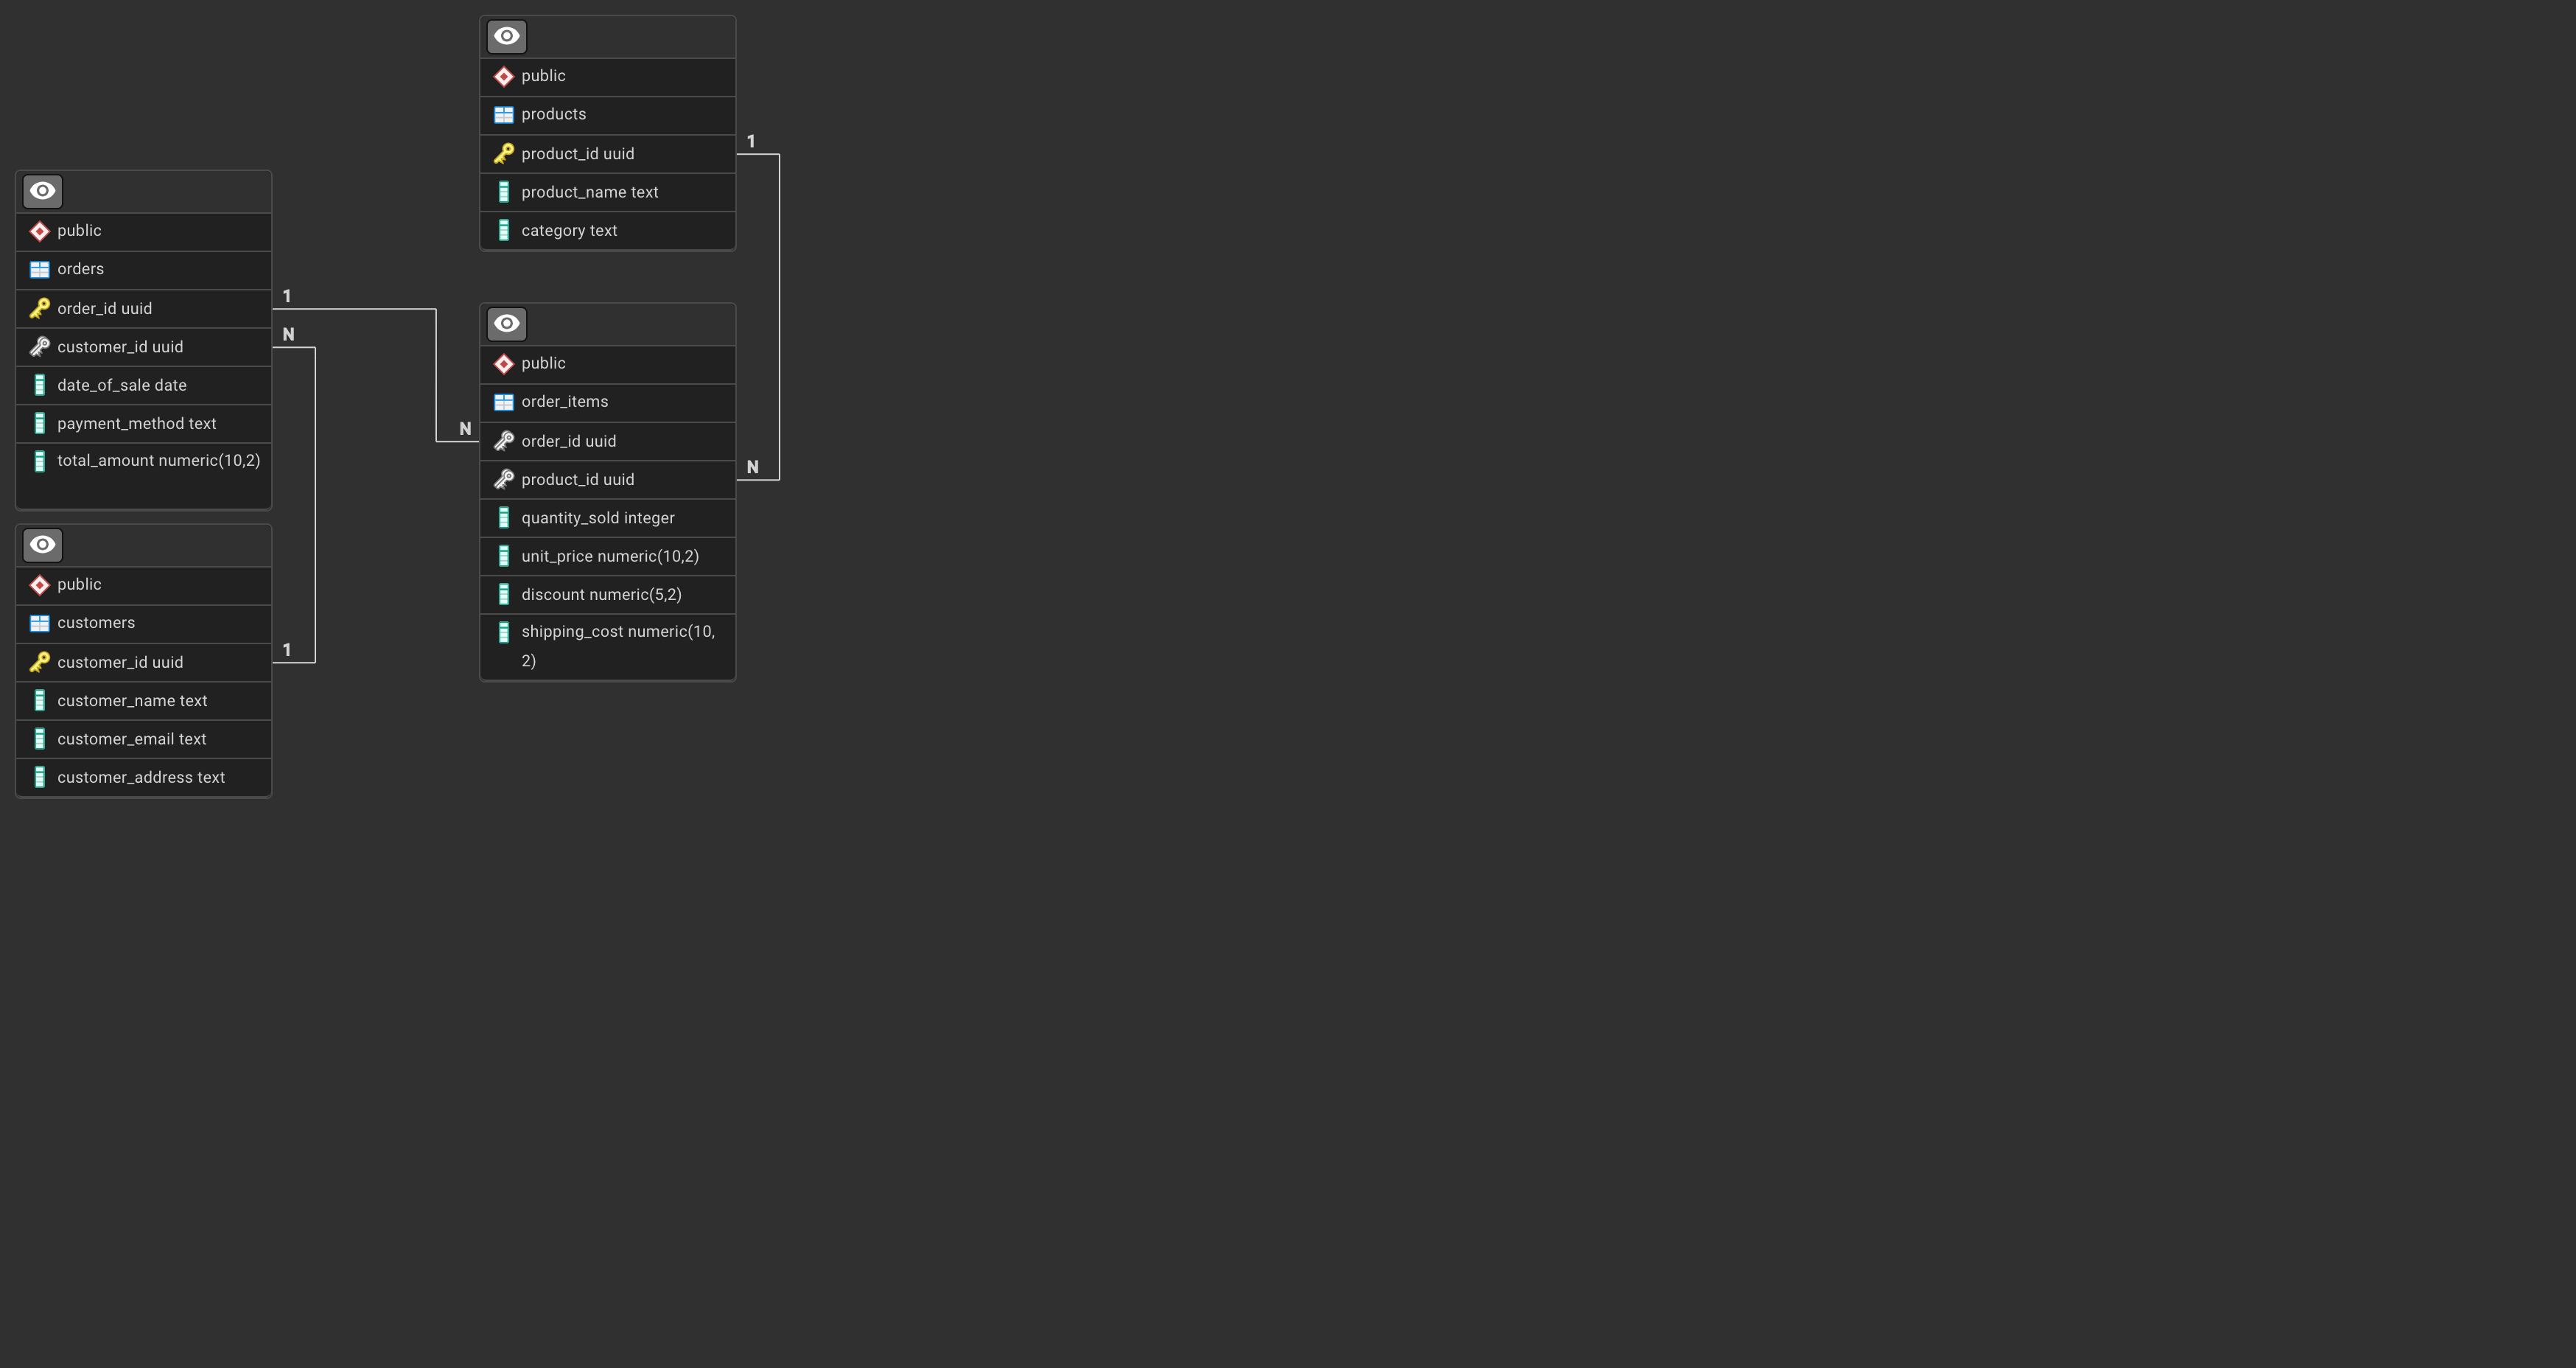 public
products
product_id uuid
product_name text
category text
1
N
public
orders
order_id uuid
customer_id uuid
date_of_sale date
payment_method text
total_amount numeric(10,2)
1
N
public
customers
customer_id uuid
customer_name text
customer_email text
customer_address text
1
N
public
order_items
order_id uuid
product_id uuid
quantity_sold integer
unit_price numeric(10,2)
discount numeric(5,2)
shipping_cost numeric(10,
2)